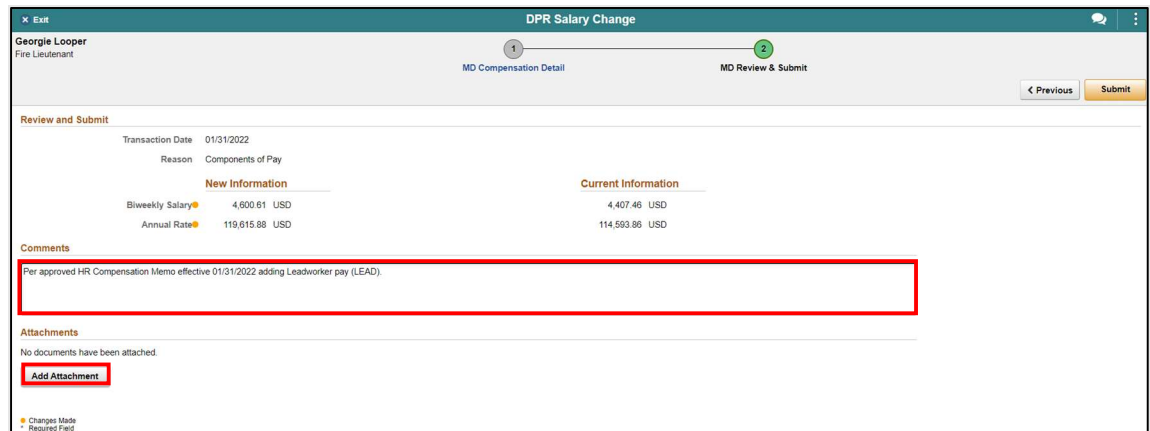 × Exit
DPR Salary Change
Georgie Looper
Fire Lieutenant
1
2
MD Compensation Detail
MD Review & Submit
Previous
Submit
Review and Submit
Transaction Date 01/31/2022
Reason Components of Pay
New Information
Current Information
Biweekly Salary 4,600.61 USD 4,407.46 USD
Annual Rate 119,615.88 USD 114,593.86 USD
Comments
Per approved HR Compensation Memo effective 01/31/2022 adding Leadworker pay (LEAD).
Attachments
No documents have been attached.
Add Attachment
Changes Made
* Required Field